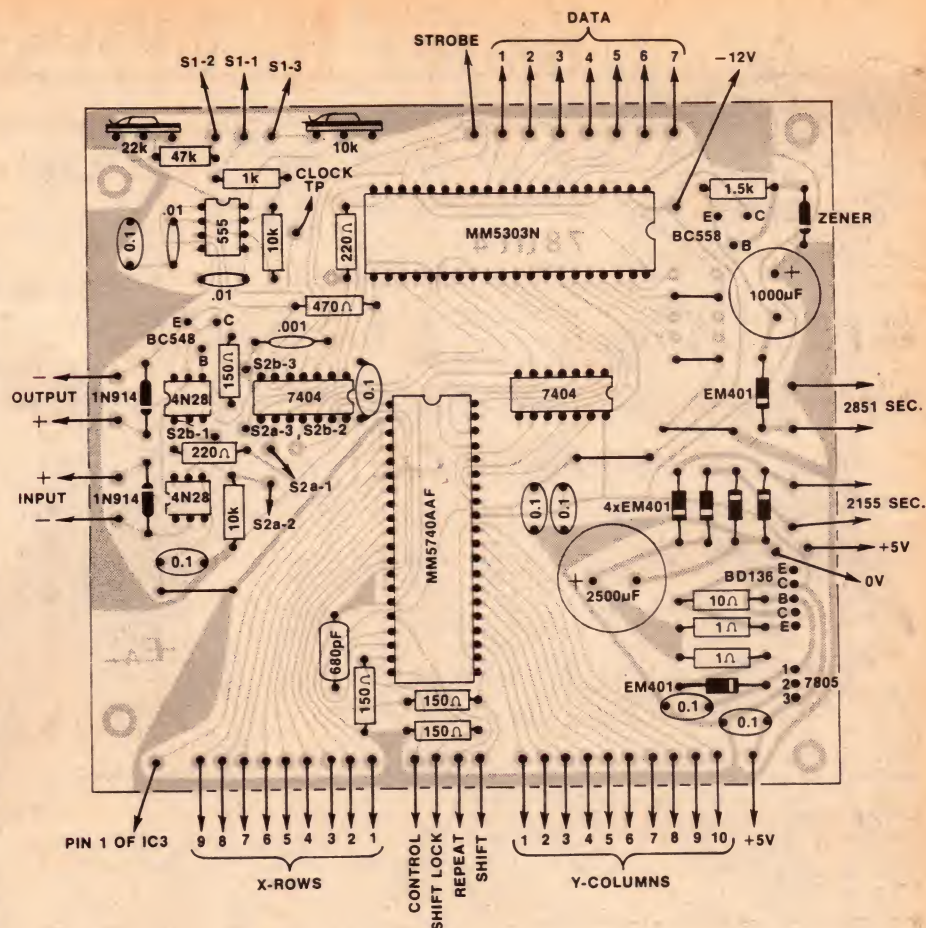 DATA
STROBE 1 2 3 4 5 6 7 -12V
S1-2 S1-1 S1-3
22k 10k
47k
1k
CLOCK
TP
1.5k
E C
BC558
B
ZENER
.01
0.1
555
10k
220Ω
MM5303N
1000µF
+
.01
470Ω
E C
BC548
B
.001
150Ω
S2b-3
- OUTPUT +
1N914
4N28
7404
0.1
7404
EM401
2851 SEC.
S2b-1
S2a-3, S2b-2
220Ω
S2a-1
+ INPUT -
1N914
4N28
10k
S2a-2
0.1
MM5740AAF
0.1 0.1
4xEM401
2155 SEC.
+5V
0V
+ 2500µF
BD136
E
C
B
C
E
10Ω
1Ω
1Ω
680pF
150Ω
150Ω
150Ω
EM401
1
2 7805
3
0.1
0.1
PIN 1 OF IC3
9 8 7 6 5 4 3 2 1
X-ROWS
CONTROL
SHIFT LOCK
REPEAT
SHIFT
1 2 3 4 5 6 7 8 9 10 +5V
Y-COLUMNS